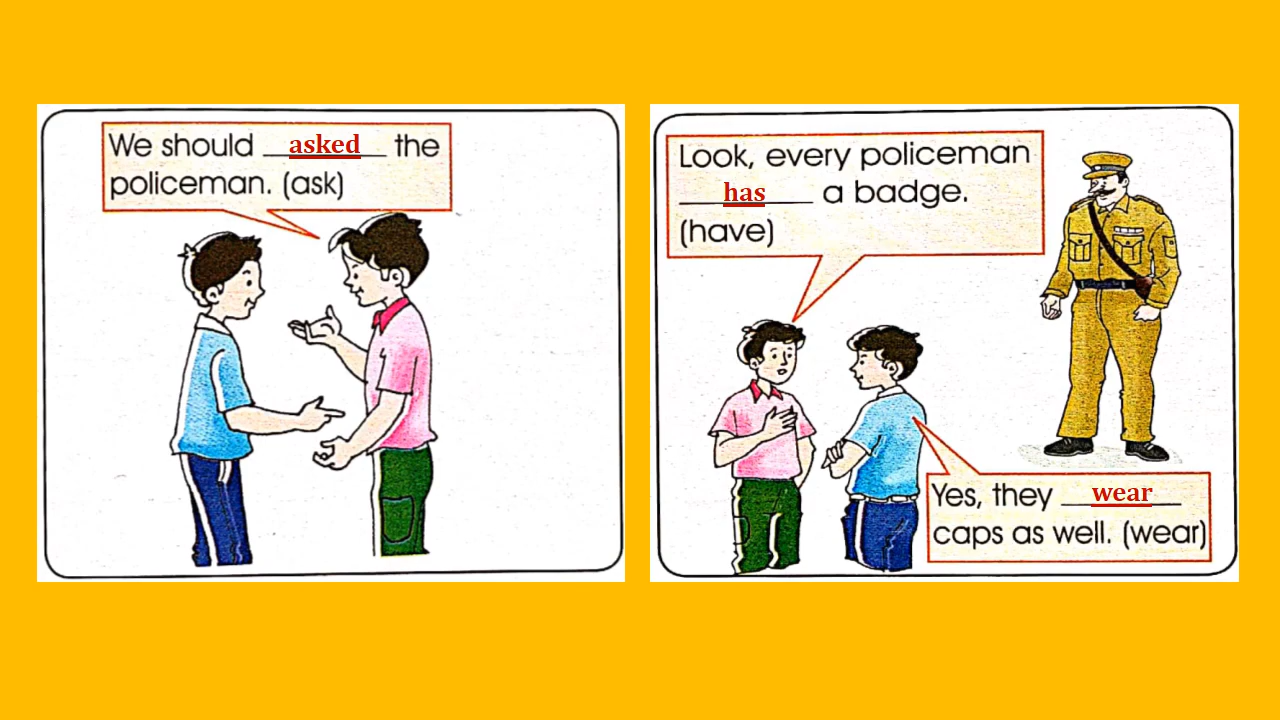 We should asked the
policeman. (ask)
Look, every policeman
has a badge.
(have)
Yes, they wear
caps as well. (wear)